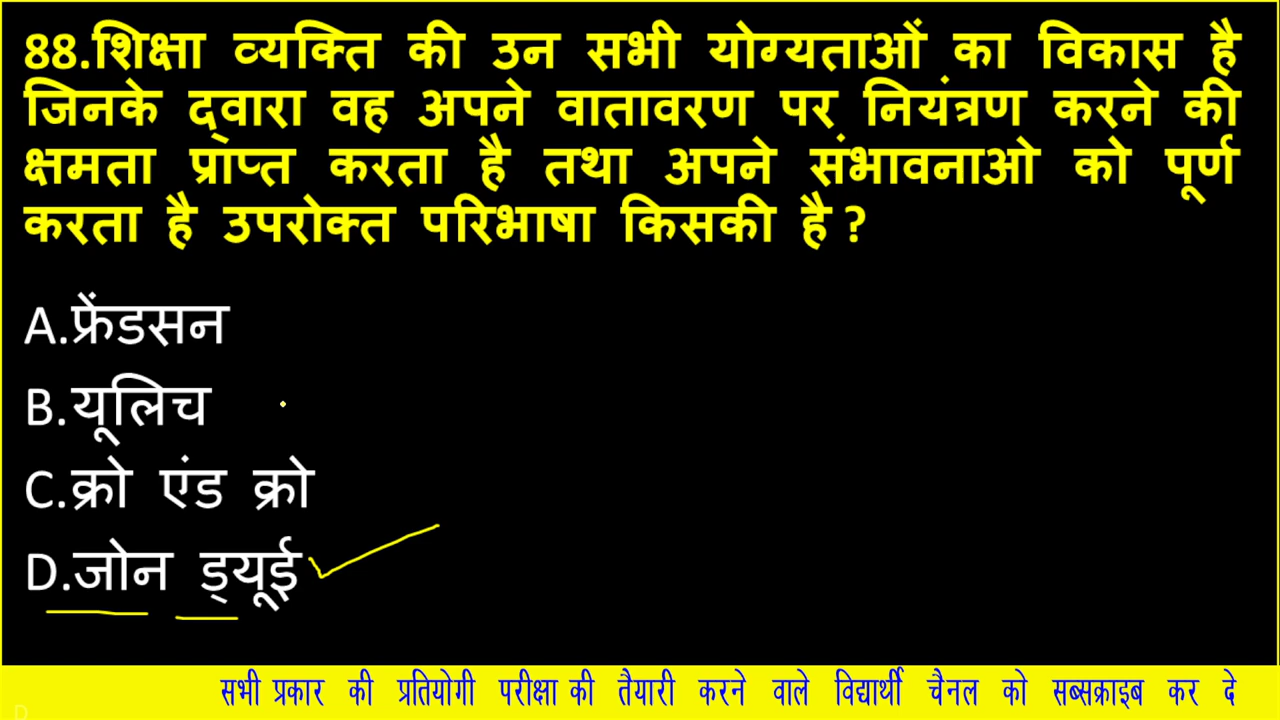 88.शिक्षा व्यक्ति की उन सभी योग्यताओं का विकास है
जिनके द्वारा वह अपने वातावरण पर नियंत्रण करने की
क्षमता प्राप्त करता है तथा अपने संभावनाओ को पूर्ण
करता है उपरोक्त परिभाषा किसकी है ?
A.फ्रेंडसन
B.यूलिच
C.क्रो एंड क्रो
D.जोन ड्यूई
सभी प्रकार की प्रतियोगी परीक्षा की तैयारी करने वाले विद्यार्थी चैनल को सब्सक्राइब कर दे
D